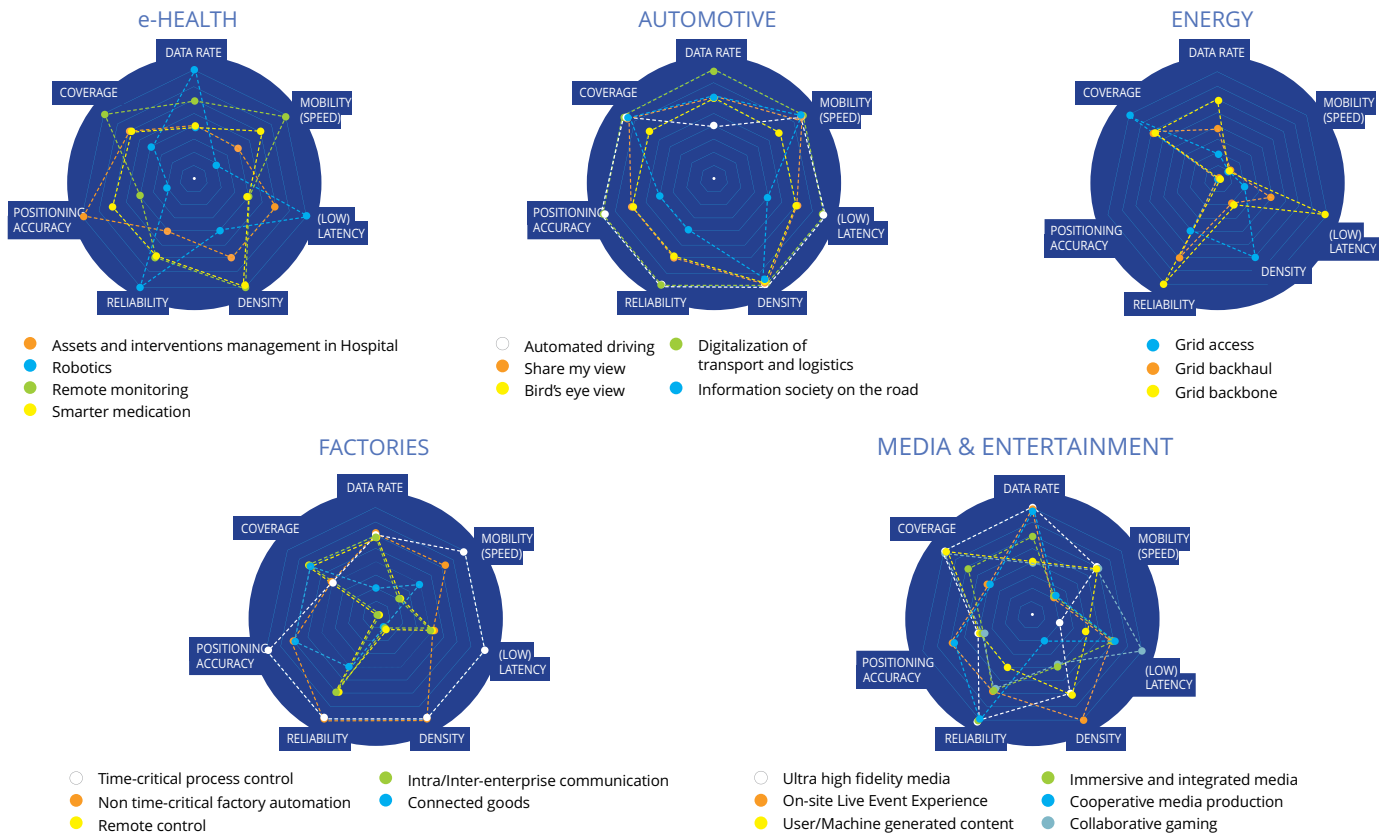 e-HEALTH
DATA RATE
COVERAGE
MOBILITY
(SPEED)
POSITIONING
ACCURACY
(LOW)
LATENCY
RELIABILITY
DENSITY
Assets and interventions management in Hospital
Robotics
Remote monitoring
Smarter medication
AUTOMOTIVE
DATA RATE
COVERAGE
MOBILITY
(SPEED)
POSITIONING
ACCURACY
(LOW)
LATENCY
RELIABILITY
DENSITY
Automated driving
Share my view
Bird's eye view
Digitalization of
transport and logistics
Information society on the road
ENERGY
DATA RATE
COVERAGE
MOBILITY
(SPEED)
POSITIONING
ACCURACY
(LOW)
LATENCY
DENSITY
RELIABILITY
Grid access
Grid backhaul
Grid backbone
FACTORIES
DATA RATE
COVERAGE
MOBILITY
(SPEED)
POSITIONING
ACCURACY
(LOW)
LATENCY
RELIABILITY
DENSITY
Time-critical process control
Non time-critical factory automation
Remote control
Intra/Inter-enterprise communication
Connected goods
MEDIA & ENTERTAINMENT
DATA RATE
COVERAGE
MOBILITY
(SPEED)
POSITIONING
ACCURACY
(LOW)
LATENCY
RELIABILITY
DENSITY
Ultra high fidelity media
On-site Live Event Experience
User/Machine generated content
Immersive and integrated media
Cooperative media production
Collaborative gaming